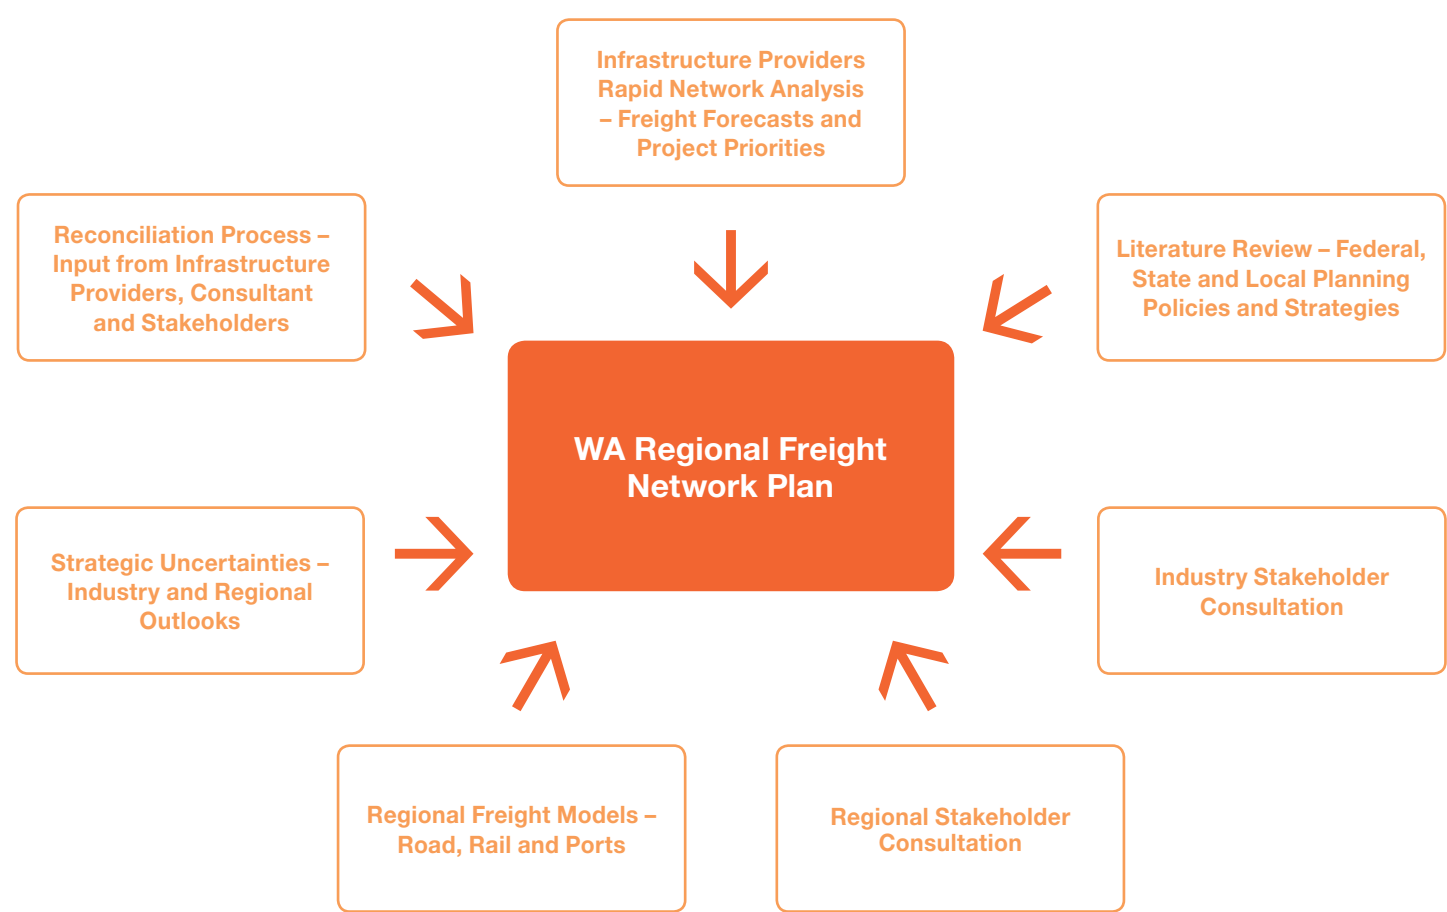 Infrastructure Providers
Rapid Network Analysis
– Freight Forecasts and
Project Priorities
Reconciliation Process –
Input from Infrastructure
Providers, Consultant
and Stakeholders
Literature Review – Federal,
State and Local Planning
Policies and Strategies
WA Regional Freight
Network Plan
Strategic Uncertainties –
Industry and Regional
Outlooks
Industry Stakeholder
Consultation
Regional Freight Models –
Road, Rail and Ports
Regional Stakeholder
Consultation